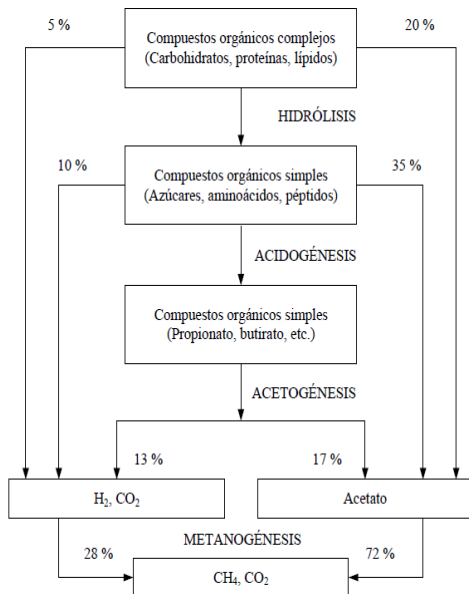 5 %
Compuestos orgánicos complejos
(Carbohidratos, proteínas, lípidos)
20 %
HIDRÓLISIS
10 %
Compuestos orgánicos simples
(Azúcares, aminoácidos, péptidos)
35 %
ACIDOGÉNESIS
Compuestos orgánicos simples
(Propionato, butirato, etc.)
ACETOGÉNESIS
13 %
17 %
H₂, CO₂
Acetato
METANOGÉNESIS
28 %
72 %
CH₄, CO₂